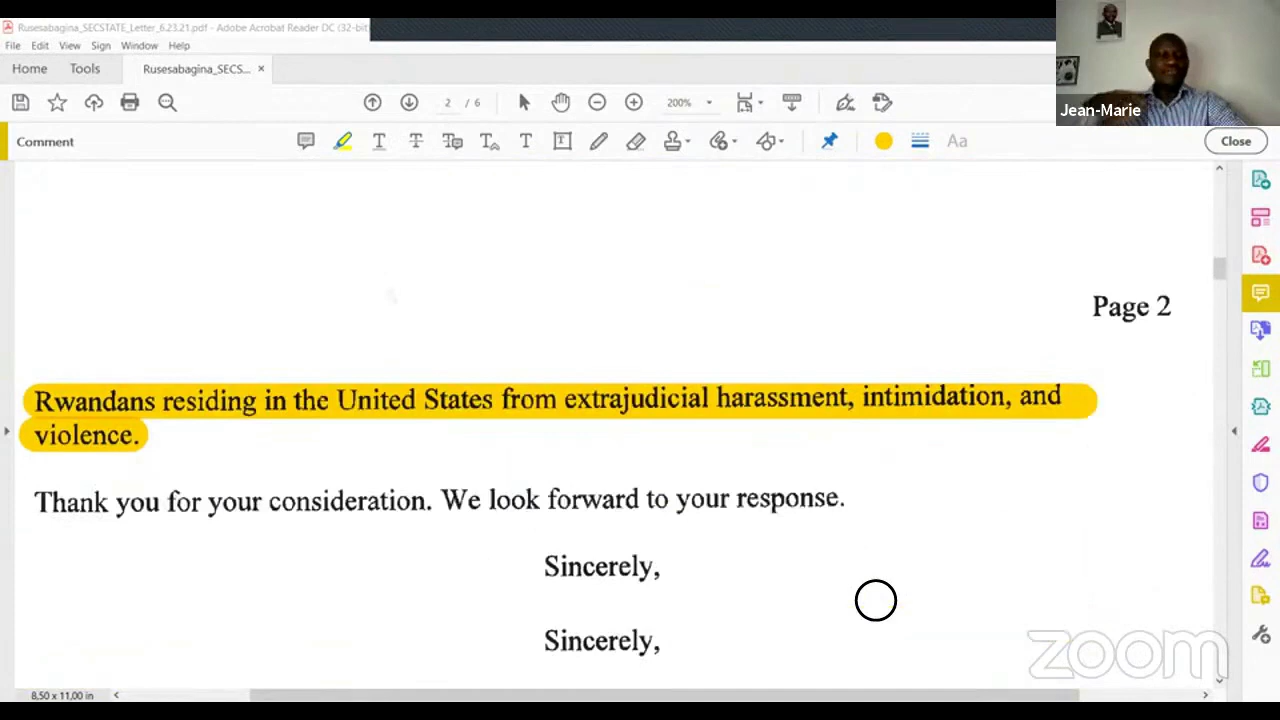 Rusesabagina_SECSTATE_Letter_6.23.21.pdf - Adobe Acrobat Reader DC (32-bit)
File Edit View Sign Window Help
Home Tools Rusesabagina_SECS... ×
2 / 6 200%
Comment Close
Jean-Marie
Page 2
Rwandans residing in the United States from extrajudicial harassment, intimidation, and
violence.
Thank you for your consideration. We look forward to your response.
Sincerely,
Sincerely,
zoom
8,50 x 11,00 in